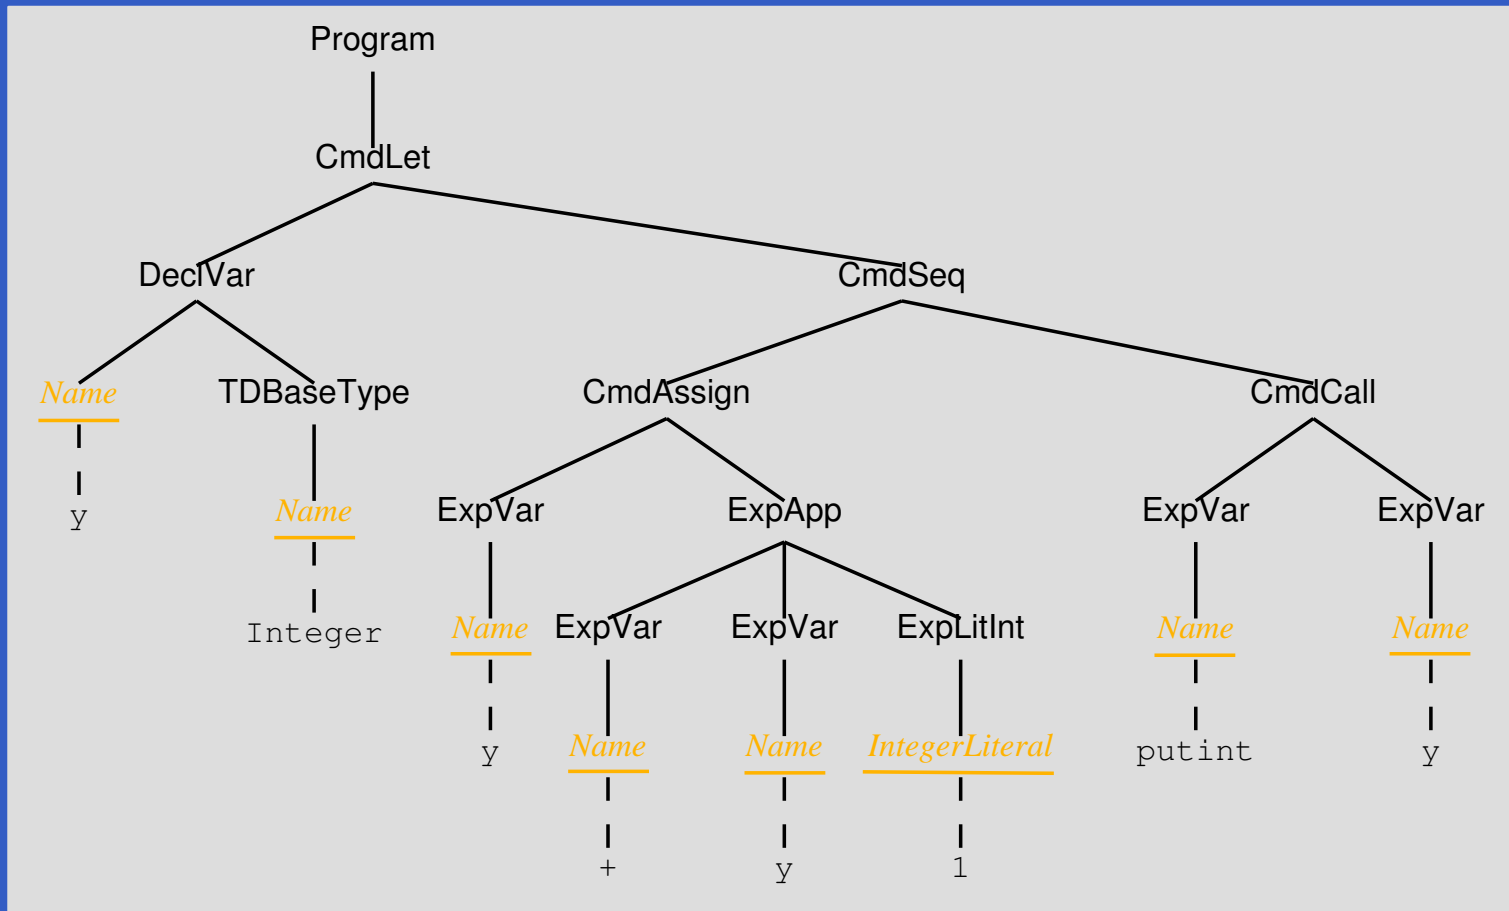 Program
CmdLet
DeclVar CmdSeq
Name TDBaseType CmdAssign CmdCall
y Name ExpVar ExpApp ExpVar ExpVar
Integer Name ExpVar ExpVar ExpLitInt Name Name
y Name Name IntegerLiteral putint y
+ y 1